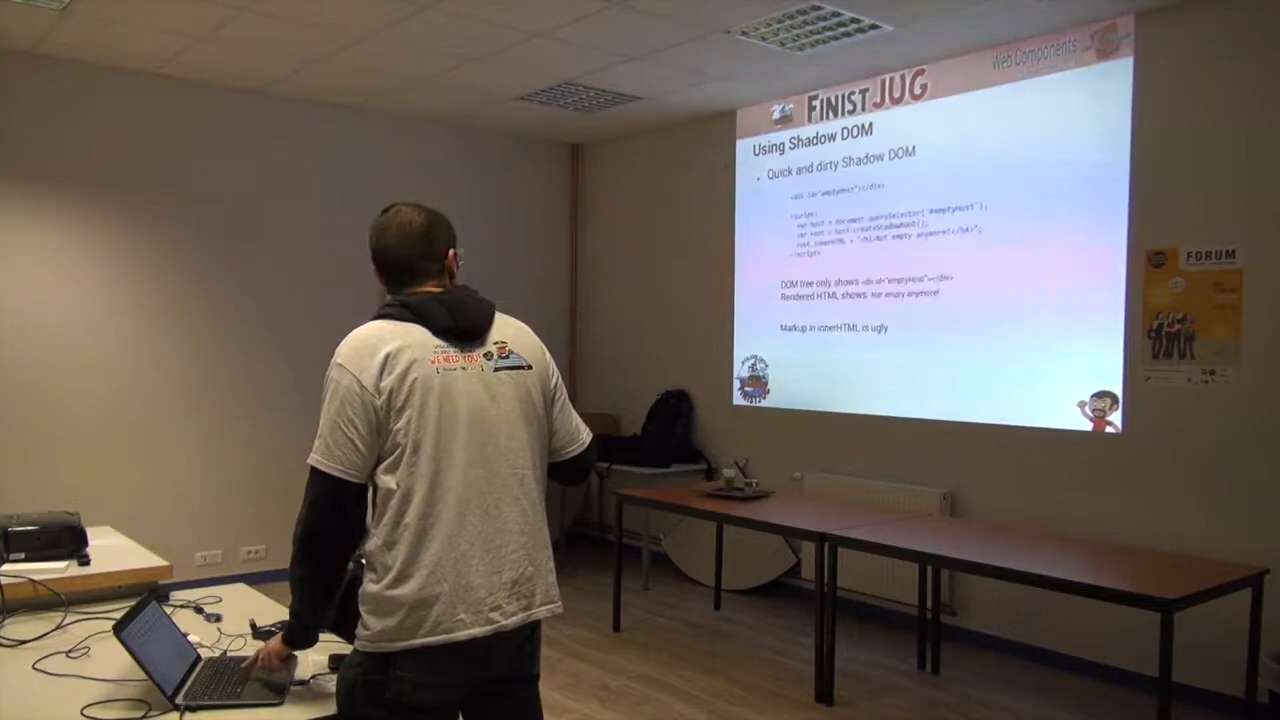 Web Components
FINISTJUG
Using Shadow DOM
• Quick and dirty Shadow DOM
<div id="emptyHost"></div>
<script>
var host = document.querySelector('#emptyHost');
var root = host.createShadowRoot();
root.innerHTML = "<h1>Not empty anymore!</h1>";
</script>
DOM tree only shows <div id="emptyHost"></div>
Rendered HTML shows Not empty anymore!
Markup in innerHTML is ugly
FINISTJUG
FORUM
WE NEED YOU!